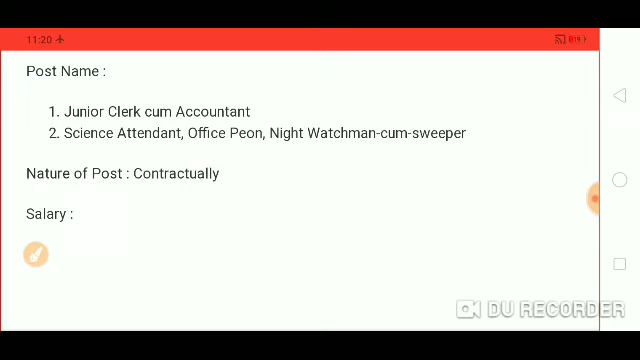 11:20
19
Post Name :
1. Junior Clerk cum Accountant
2. Science Attendant, Office Peon, Night Watchman-cum-sweeper
Nature of Post : Contractually
Salary :
DU RECORDER